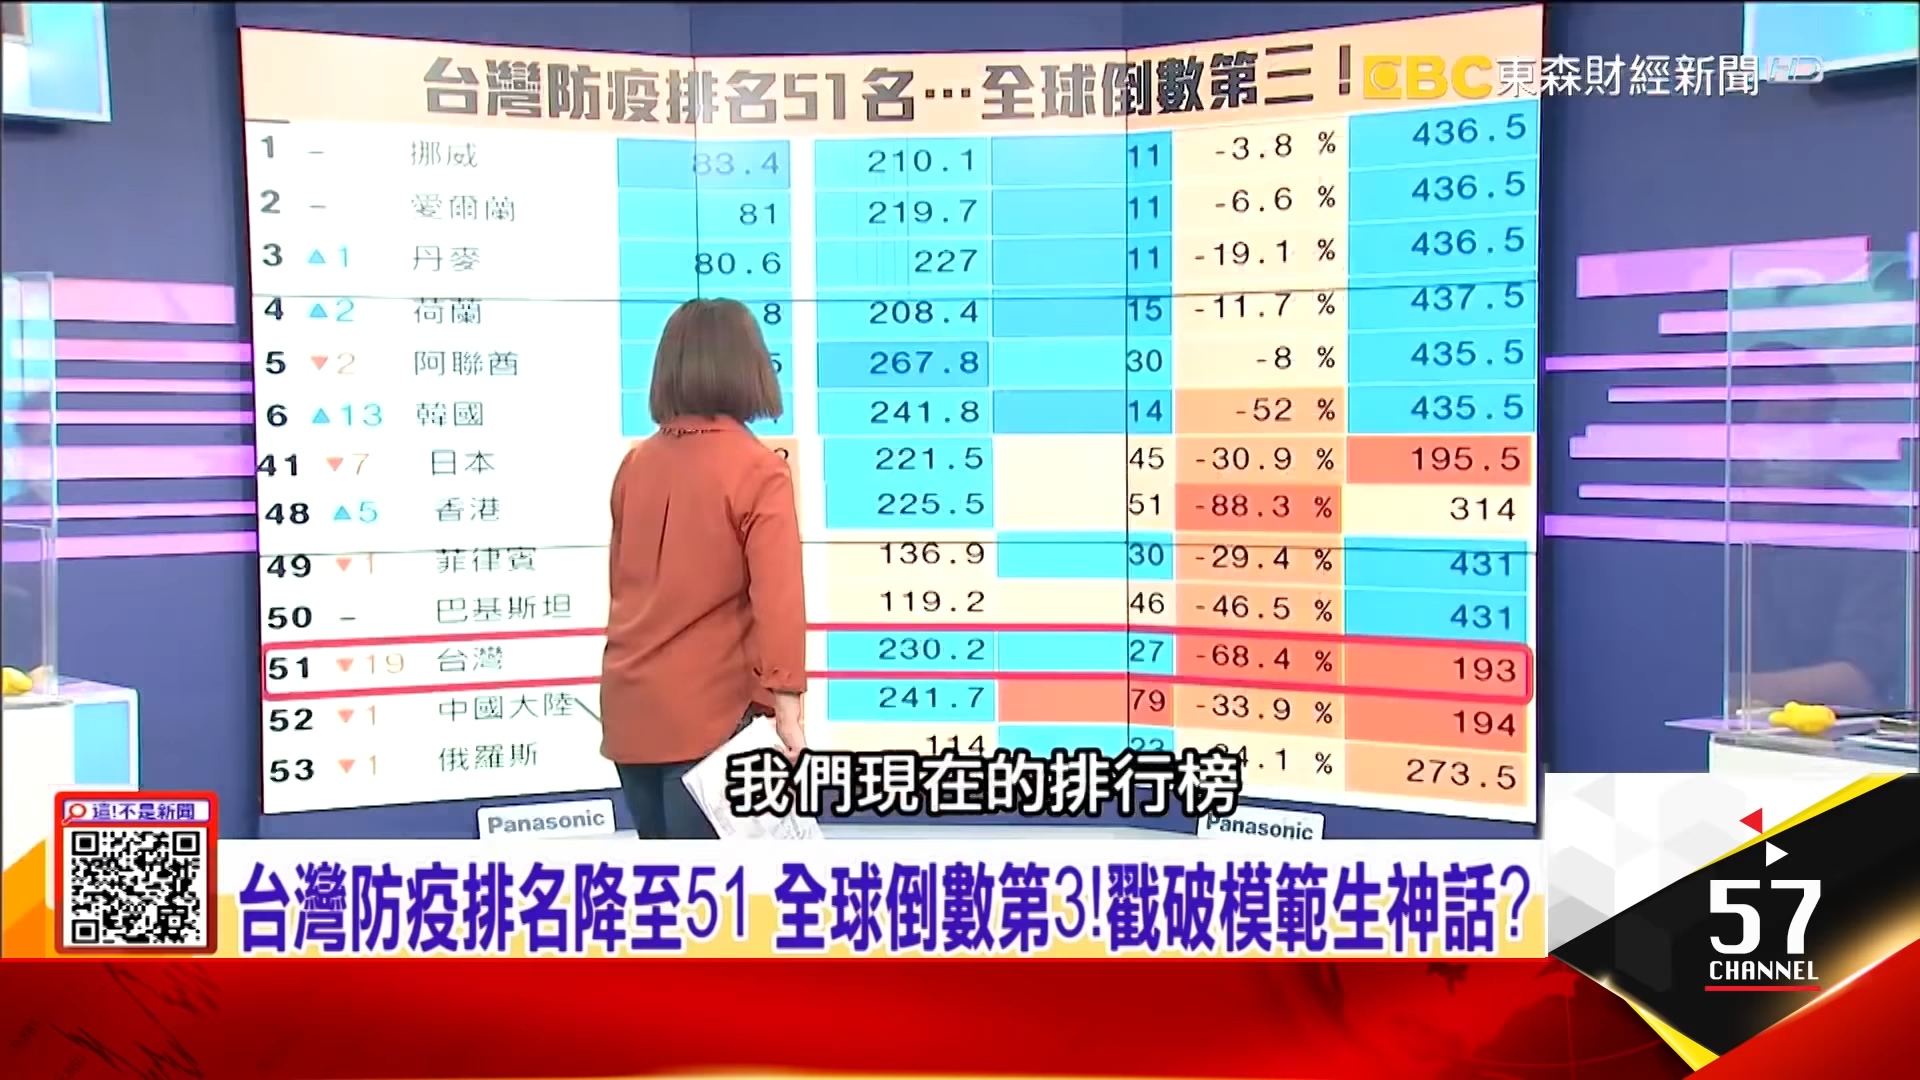 台灣防疫排名51名…全球倒數第三！
EBC 東森財經新聞 HD
1 – 挪威 83.4 210.1 11 -3.8 % 436.5
2 – 愛爾蘭 81 219.7 11 -6.6 % 436.5
3 ▲1 丹麥 80.6 227 11 -19.1 % 436.5
4 ▲2 荷蘭 8 208.4 15 -11.7 % 437.5
5 ▼2 阿聯酋 267.8 30 -8 % 435.5
6 ▲13 韓國 241.8 14 -52 % 435.5
41 ▼7 日本 221.5 45 -30.9 % 195.5
48 ▲5 香港 225.5 51 -88.3 % 314
49 ▼1 菲律賓 136.9 30 -29.4 % 431
50 – 巴基斯坦 119.2 46 -46.5 % 431
51 ▼19 台灣 230.2 27 -68.4 % 193
52 ▼1 中國大陸 241.7 79 -33.9 % 194
53 ▼1 俄羅斯 114 23 4.1 % 273.5
我們現在的排行榜
Panasonic
Panasonic
這!不是新聞
台灣防疫排名降至51 全球倒數第3!戳破模範生神話?
57
CHANNEL